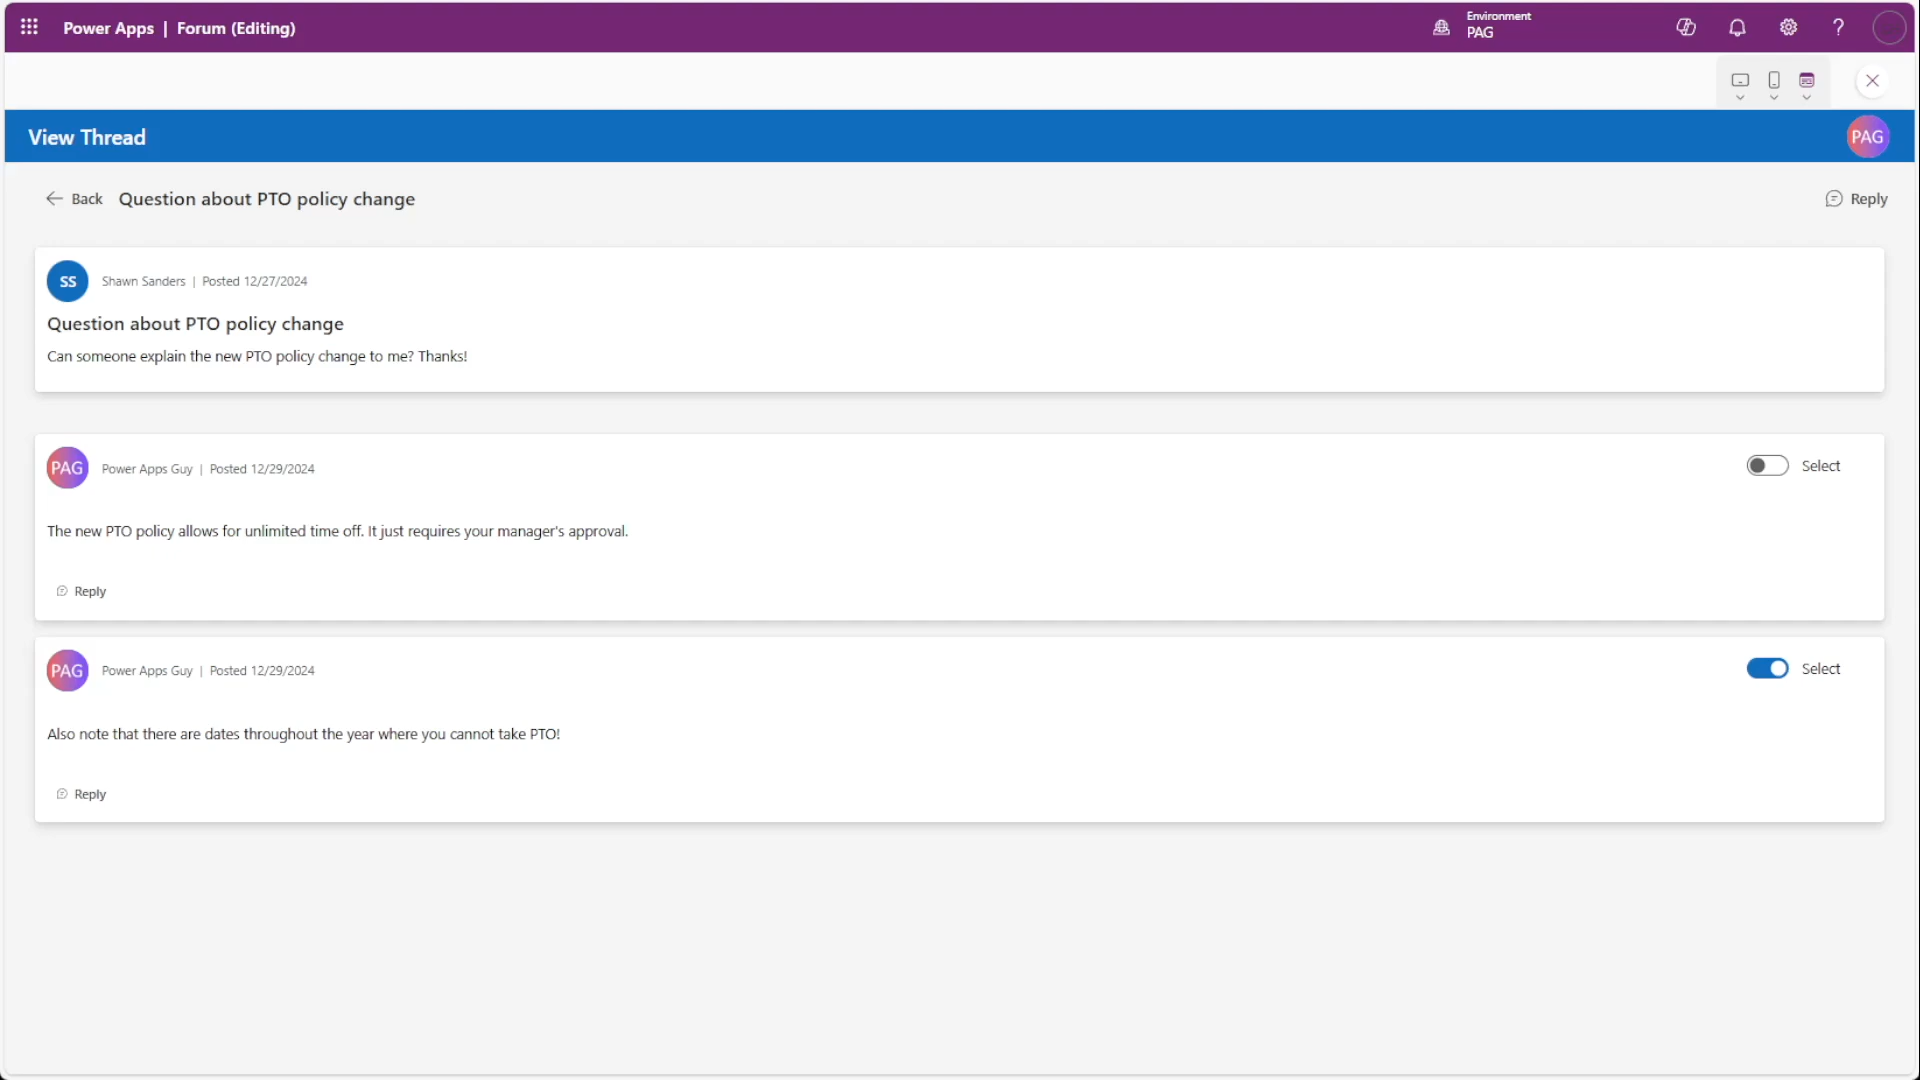 Power Apps | Forum (Editing)
Environment
PAG
View Thread
PAG
Back Question about PTO policy change
Reply
SS Shawn Sanders | Posted 12/27/2024
Question about PTO policy change
Can someone explain the new PTO policy change to me? Thanks!
PAG Power Apps Guy | Posted 12/29/2024
Select
The new PTO policy allows for unlimited time off. It just requires your manager's approval.
Reply
PAG Power Apps Guy | Posted 12/29/2024
Select
Also note that there are dates throughout the year where you cannot take PTO!
Reply